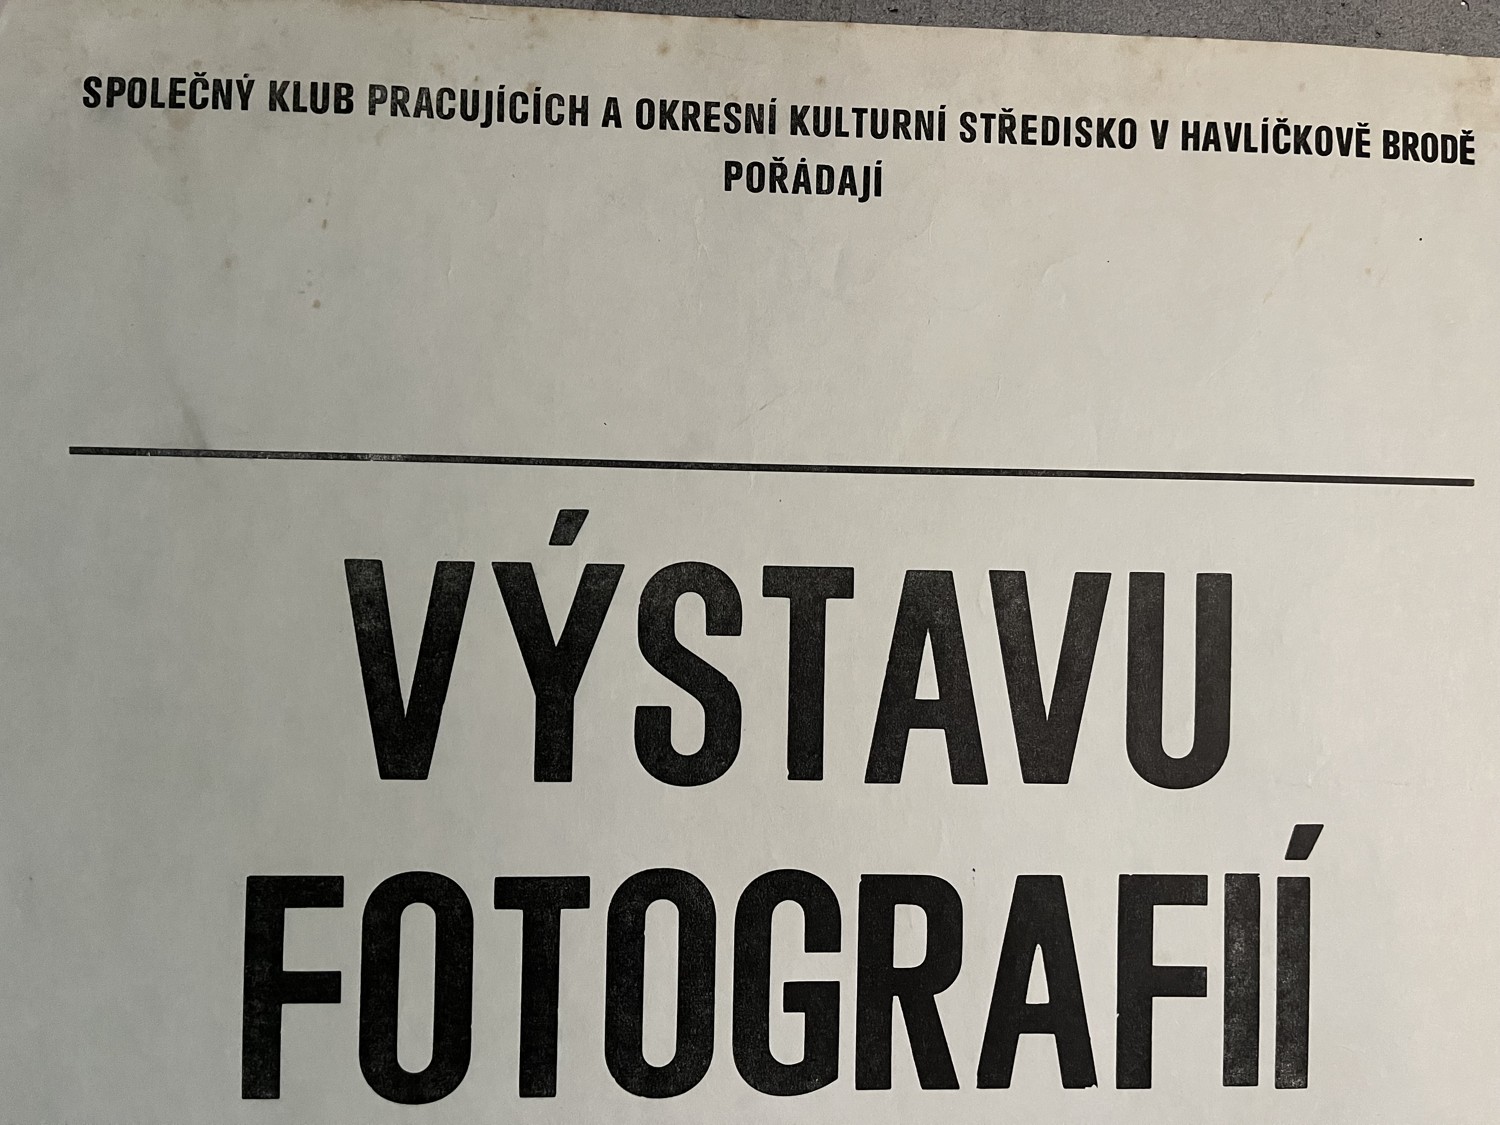 SPOLEČNÝ KLUB PRACUJÍCÍCH A OKRESNÍ KULTURNÍ STŘEDISKO V HAVLÍČKOVĚ BRODĚ
POŘÁDAJÍ
VÝSTAVU
FOTOGRAFIÍ